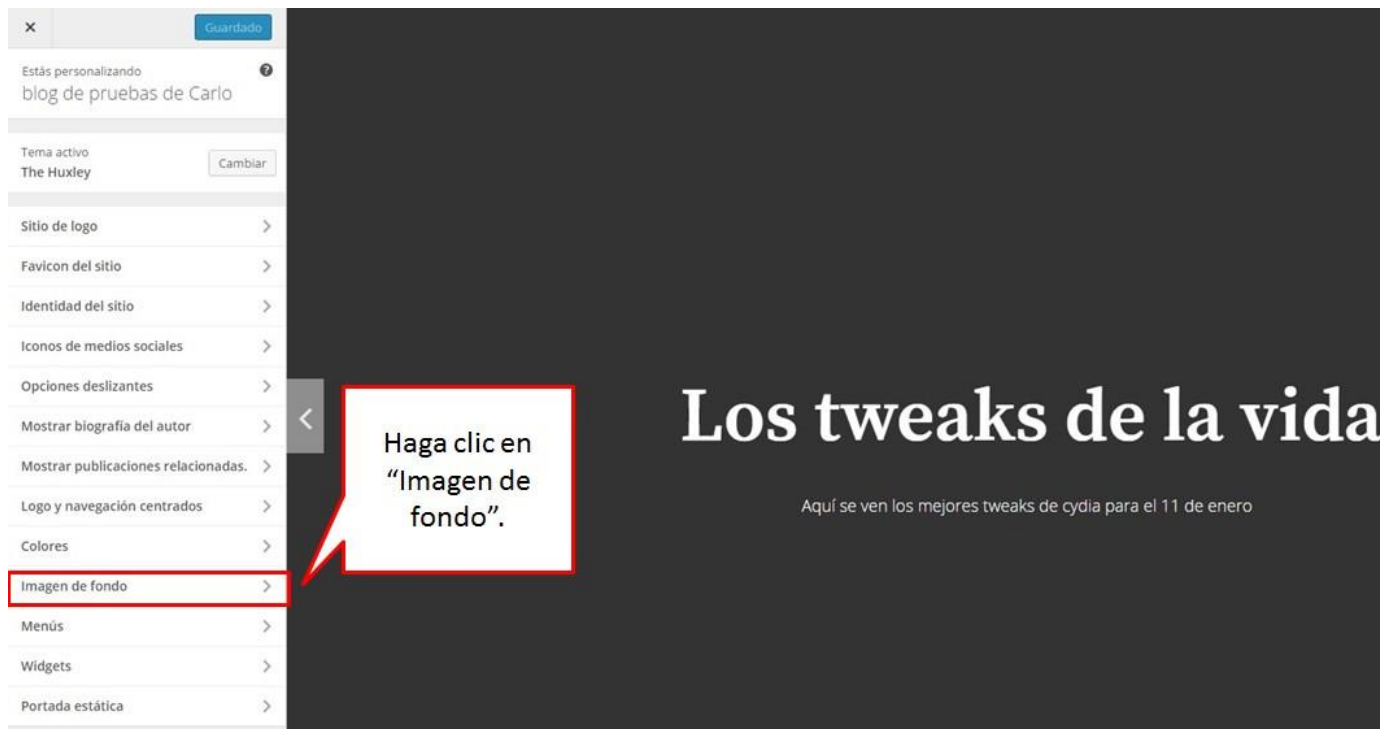 Guardado
Estás personalizando
blog de pruebas de Carlo
Tema activo
The Huxley
Cambiar
Sitio de logo
Favicon del sitio
Identidad del sitio
Iconos de medios sociales
Opciones deslizantes
Mostrar biografía del autor
Mostrar publicaciones relacionadas.
Logo y navegación centrados
Colores
Imagen de fondo
Menús
Widgets
Portada estática
Haga clic en
“Imagen de
fondo”.
Los tweaks de la vida
Aquí se ven los mejores tweaks de cydia para el 11 de enero